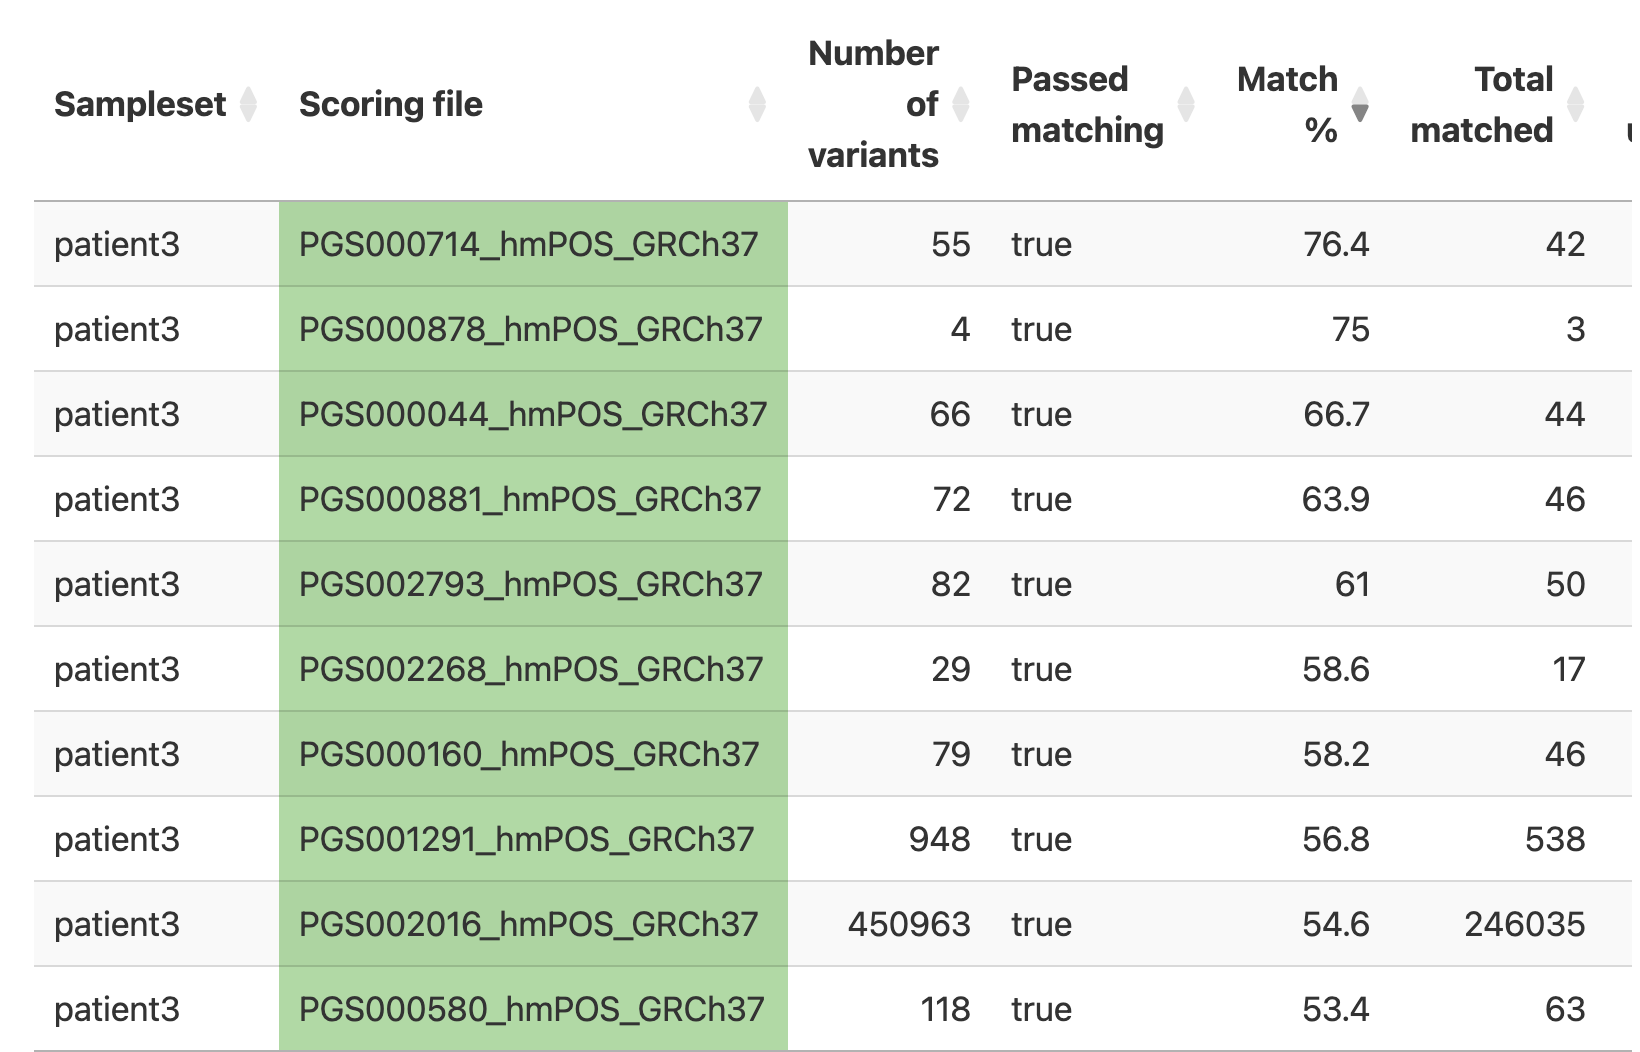 Sampleset Scoring file Number of variants Passed matching Match % Total matched
patient3 PGS000714_hmPOS_GRCh37 55 true 76.4 42
patient3 PGS000878_hmPOS_GRCh37 4 true 75 3
patient3 PGS000044_hmPOS_GRCh37 66 true 66.7 44
patient3 PGS000881_hmPOS_GRCh37 72 true 63.9 46
patient3 PGS002793_hmPOS_GRCh37 82 true 61 50
patient3 PGS002268_hmPOS_GRCh37 29 true 58.6 17
patient3 PGS000160_hmPOS_GRCh37 79 true 58.2 46
patient3 PGS001291_hmPOS_GRCh37 948 true 56.8 538
patient3 PGS002016_hmPOS_GRCh37 450963 true 54.6 246035
patient3 PGS000580_hmPOS_GRCh37 118 true 53.4 63